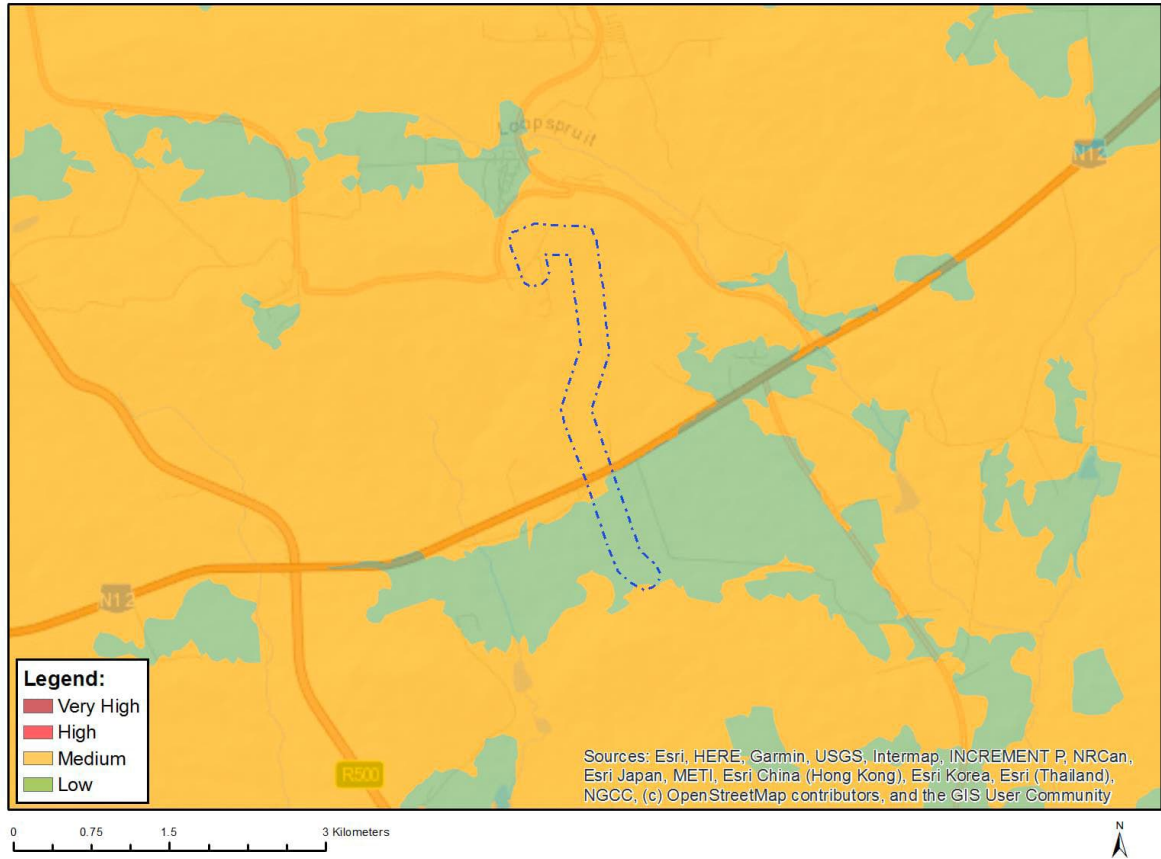 Loopspruit
N12
N12
R500
Legend:
Very High
High
Medium
Low
Sources: Esri, HERE, Garmin, USGS, Intermap, INCREMENT P, NRCan,
Esri Japan, METI, Esri China (Hong Kong), Esri Korea, Esri (Thailand),
NGCC, (c) OpenStreetMap contributors, and the GIS User Community
0 0.75 1.5 3 Kilometers
N